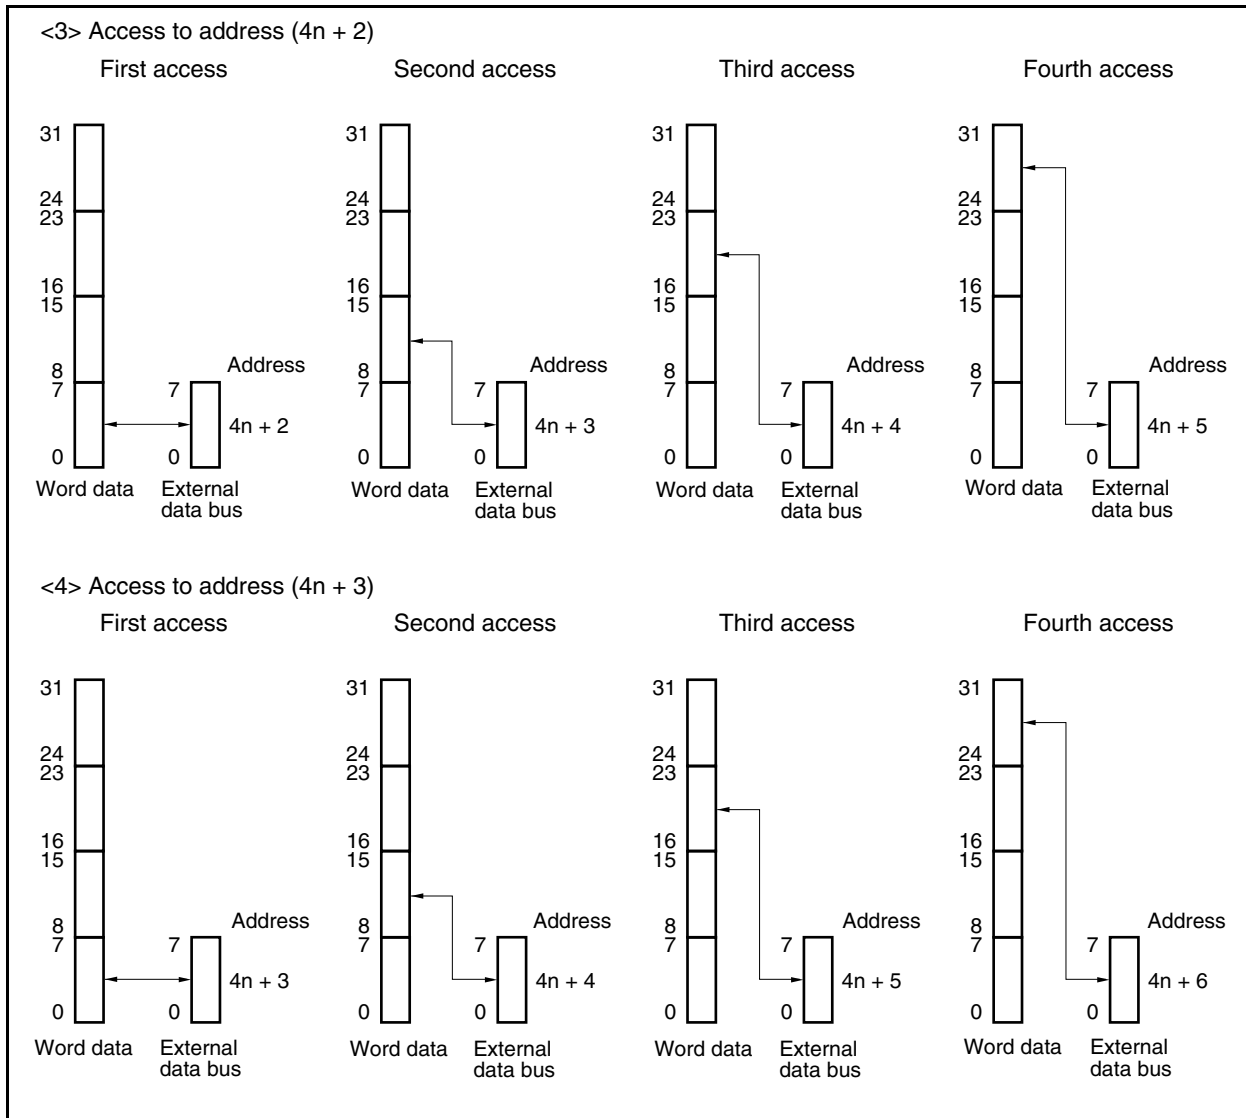 <3> Access to address (4n + 2)
First access
Second access
Third access
Fourth access
31
24
23
16
15
8
7
0
Address
7
4n + 2
0
Word data
External
data bus
31
24
23
16
15
8
7
0
Address
7
4n + 3
0
Word data
External
data bus
31
24
23
16
15
8
7
0
Address
7
4n + 4
0
Word data
External
data bus
31
24
23
16
15
8
7
0
Address
7
4n + 5
0
Word data
External
data bus
<4> Access to address (4n + 3)
First access
Second access
Third access
Fourth access
31
24
23
16
15
8
7
0
Address
7
4n + 3
0
Word data
External
data bus
31
24
23
16
15
8
7
0
Address
7
4n + 4
0
Word data
External
data bus
31
24
23
16
15
8
7
0
Address
7
4n + 5
0
Word data
External
data bus
31
24
23
16
15
8
7
0
Address
7
4n + 6
0
Word data
External
data bus